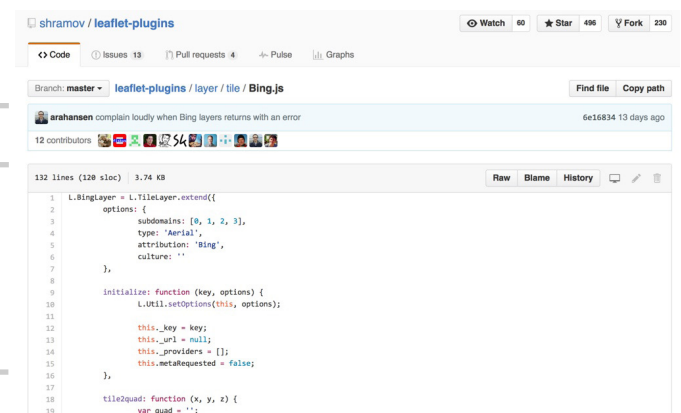 shramov / leaflet-plugins
Watch 60 Star 496 Fork 230
Code Issues 13 Pull requests 4 Pulse Graphs
Branch: master leaflet-plugins / layer / tile / Bing.js Find file Copy path
arahansen complain loudly when Bing layers returns with an error 6e16834 13 days ago
12 contributors
132 lines (120 sloc) 3.74 KB Raw Blame History
1 L.BingLayer = L.TileLayer.extend({
2 options: {
3 subdomains: [0, 1, 2, 3],
4 type: 'Aerial',
5 attribution: 'Bing',
6 culture: ''
7 },
8
9 initialize: function (key, options) {
10 L.Util.setOptions(this, options);
11
12 this._key = key;
13 this._url = null;
14 this._providers = [];
15 this.metaRequested = false;
16 },
17
18 tile2quad: function (x, y, z) {
19 var quad = '';